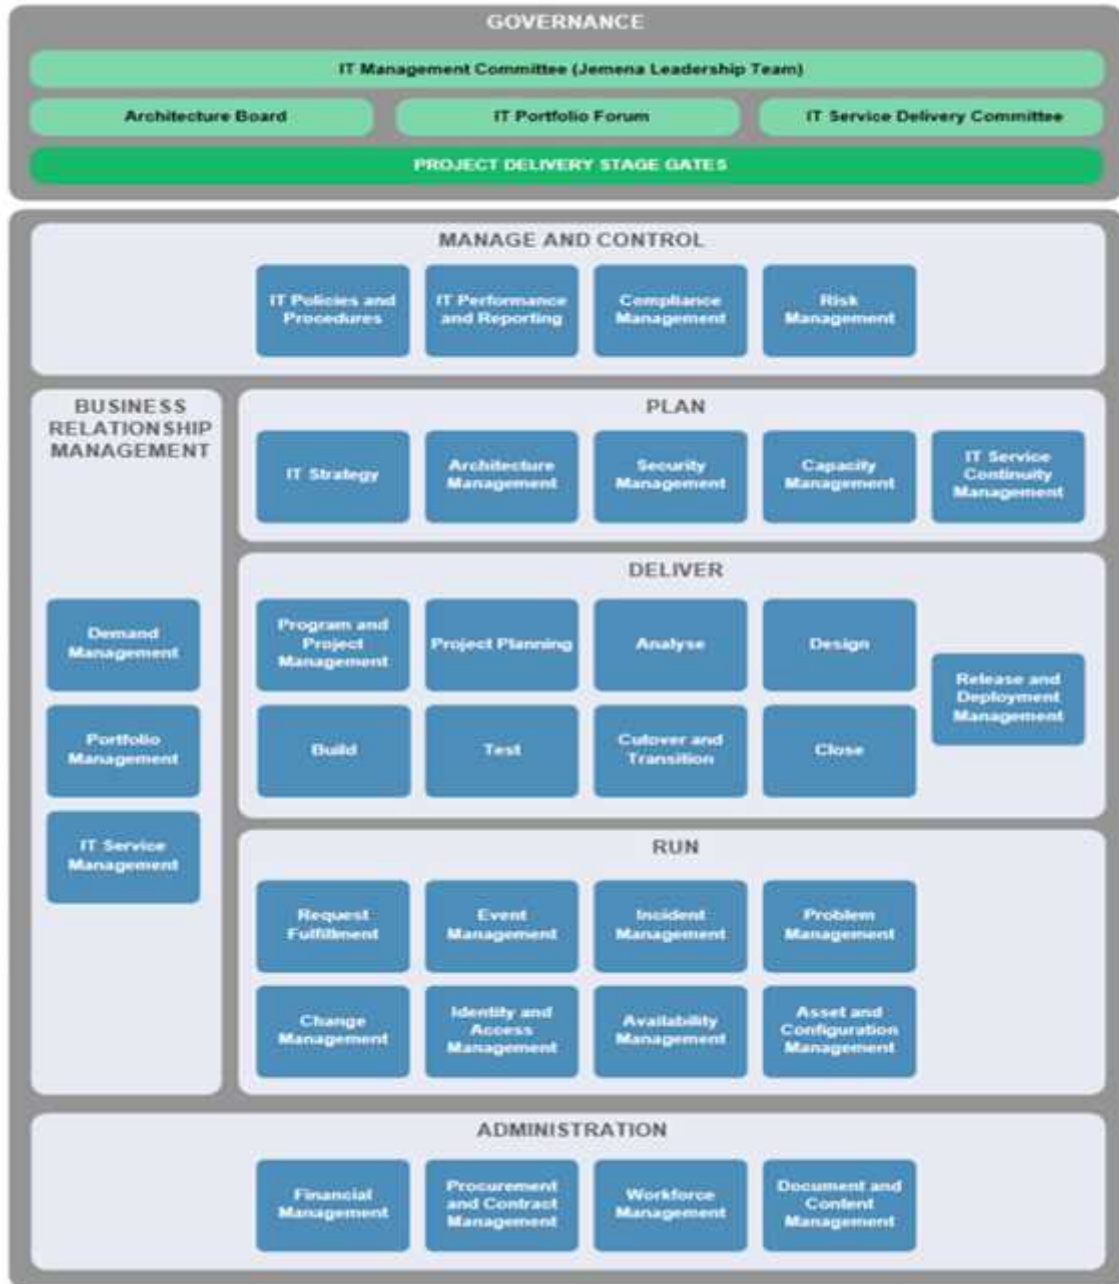 GOVERNANCE
IT Management Committee (Jemena Leadership Team)
Architecture Board
IT Portfolio Forum
IT Service Delivery Committee
PROJECT DELIVERY STAGE GATES
MANAGE AND CONTROL
IT Policies and
Procedures
IT Performance
and Reporting
Compliance
Management
Risk
Management
BUSINESS
RELATIONSHIP
MANAGEMENT
Demand
Management
Portfolio
Management
IT Service
Management
PLAN
IT Strategy
Architecture
Management
Security
Management
Capacity
Management
IT Service
Continuity
Management
DELIVER
Program and
Project
Management
Project Planning
Analyse
Design
Release and
Deployment
Management
Build
Test
Cutover and
Transition
Close
RUN
Request
Fulfillment
Event
Management
Incident
Management
Problem
Management
Change
Management
Identity and
Access
Management
Availability
Management
Asset and
Configuration
Management
ADMINISTRATION
Financial
Management
Procurement
and Contract
Management
Workforce
Management
Document and
Content
Management